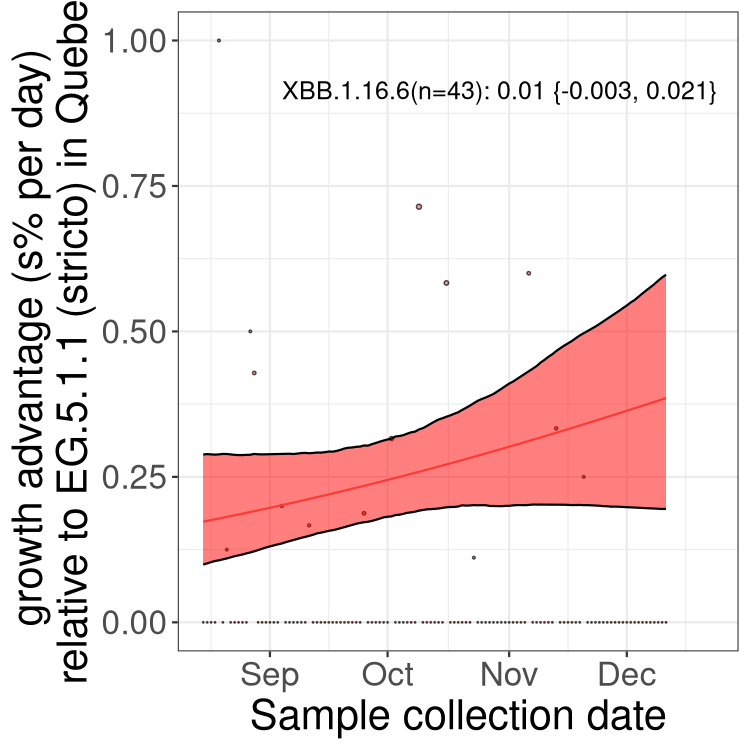 growth advantage (s% per day)
relative to EG.5.1.1 (stricto) in Quebe
1.00
0.75
0.50
0.25
0.00
XBB.1.16.6(n=43): 0.01 {-0.003, 0.021}
Sep Oct Nov Dec
Sample collection date